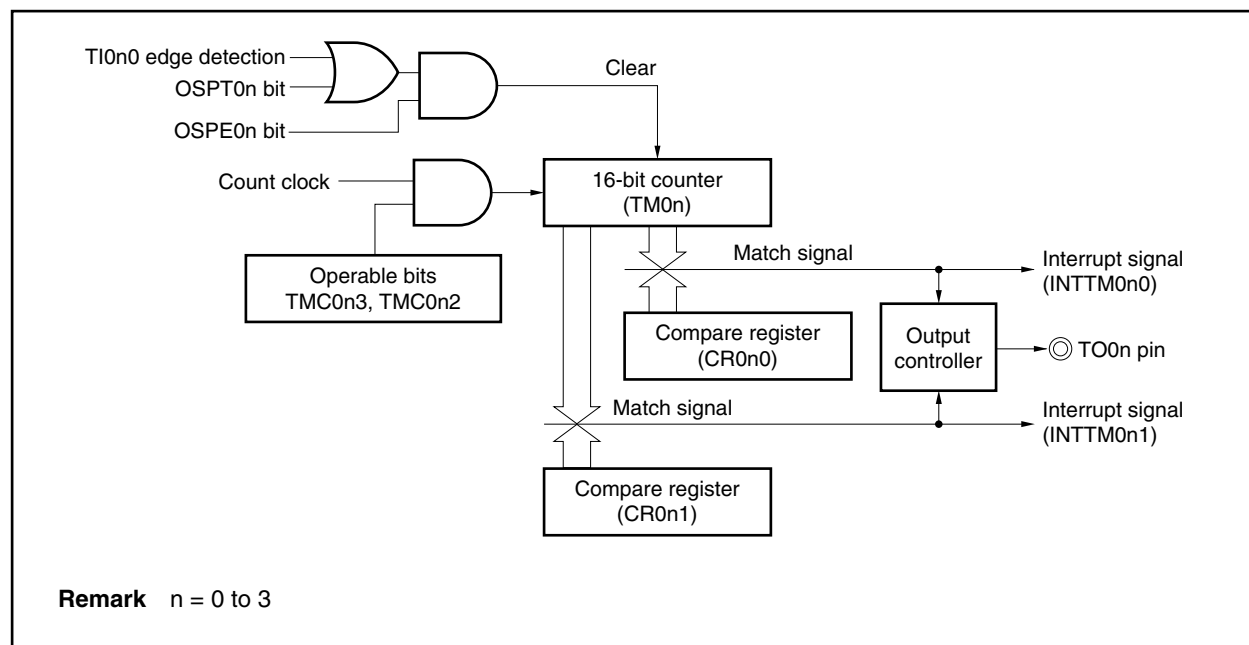 TI0n0 edge detection
OSPT0n bit
OSPE0n bit
Clear
Count clock
16-bit counter
(TM0n)
Operable bits
TMC0n3, TMC0n2
Match signal
Interrupt signal
(INTTM0n0)
Compare register
(CR0n0)
Output
controller
TO0n pin
Match signal
Interrupt signal
(INTTM0n1)
Compare register
(CR0n1)
Remark n = 0 to 3